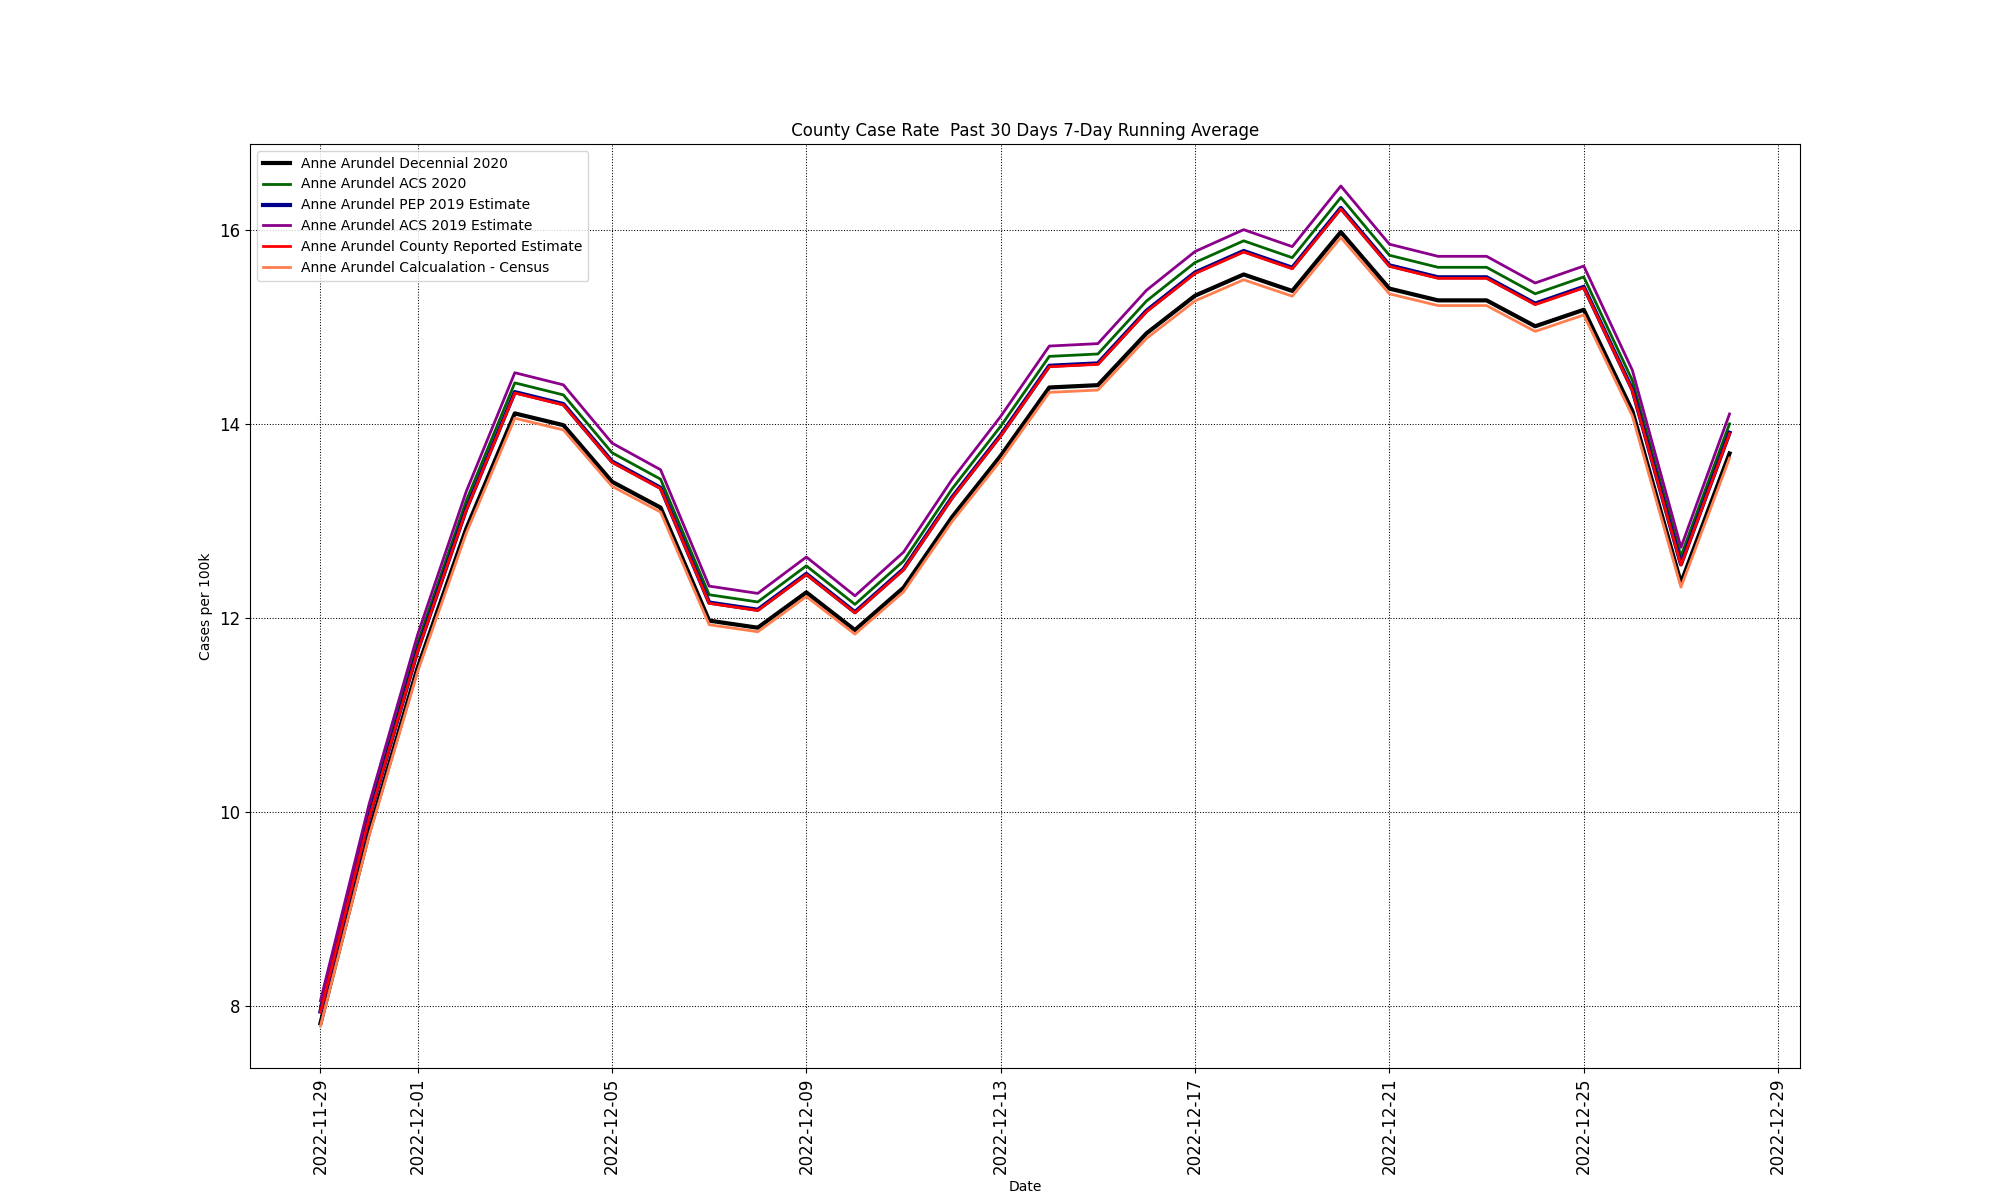 County Case Rate  Past 30 Days 7-Day Running Average
Anne Arundel Decennial 2020
Anne Arundel ACS 2020
Anne Arundel PEP 2019 Estimate
Anne Arundel ACS 2019 Estimate
Anne Arundel County Reported Estimate
Anne Arundel Calcualation - Census
Cases per 100k
16
14
12
10
8
2022-11-29
2022-12-01
2022-12-05
2022-12-09
2022-12-13
2022-12-17
2022-12-21
2022-12-25
2022-12-29
Date